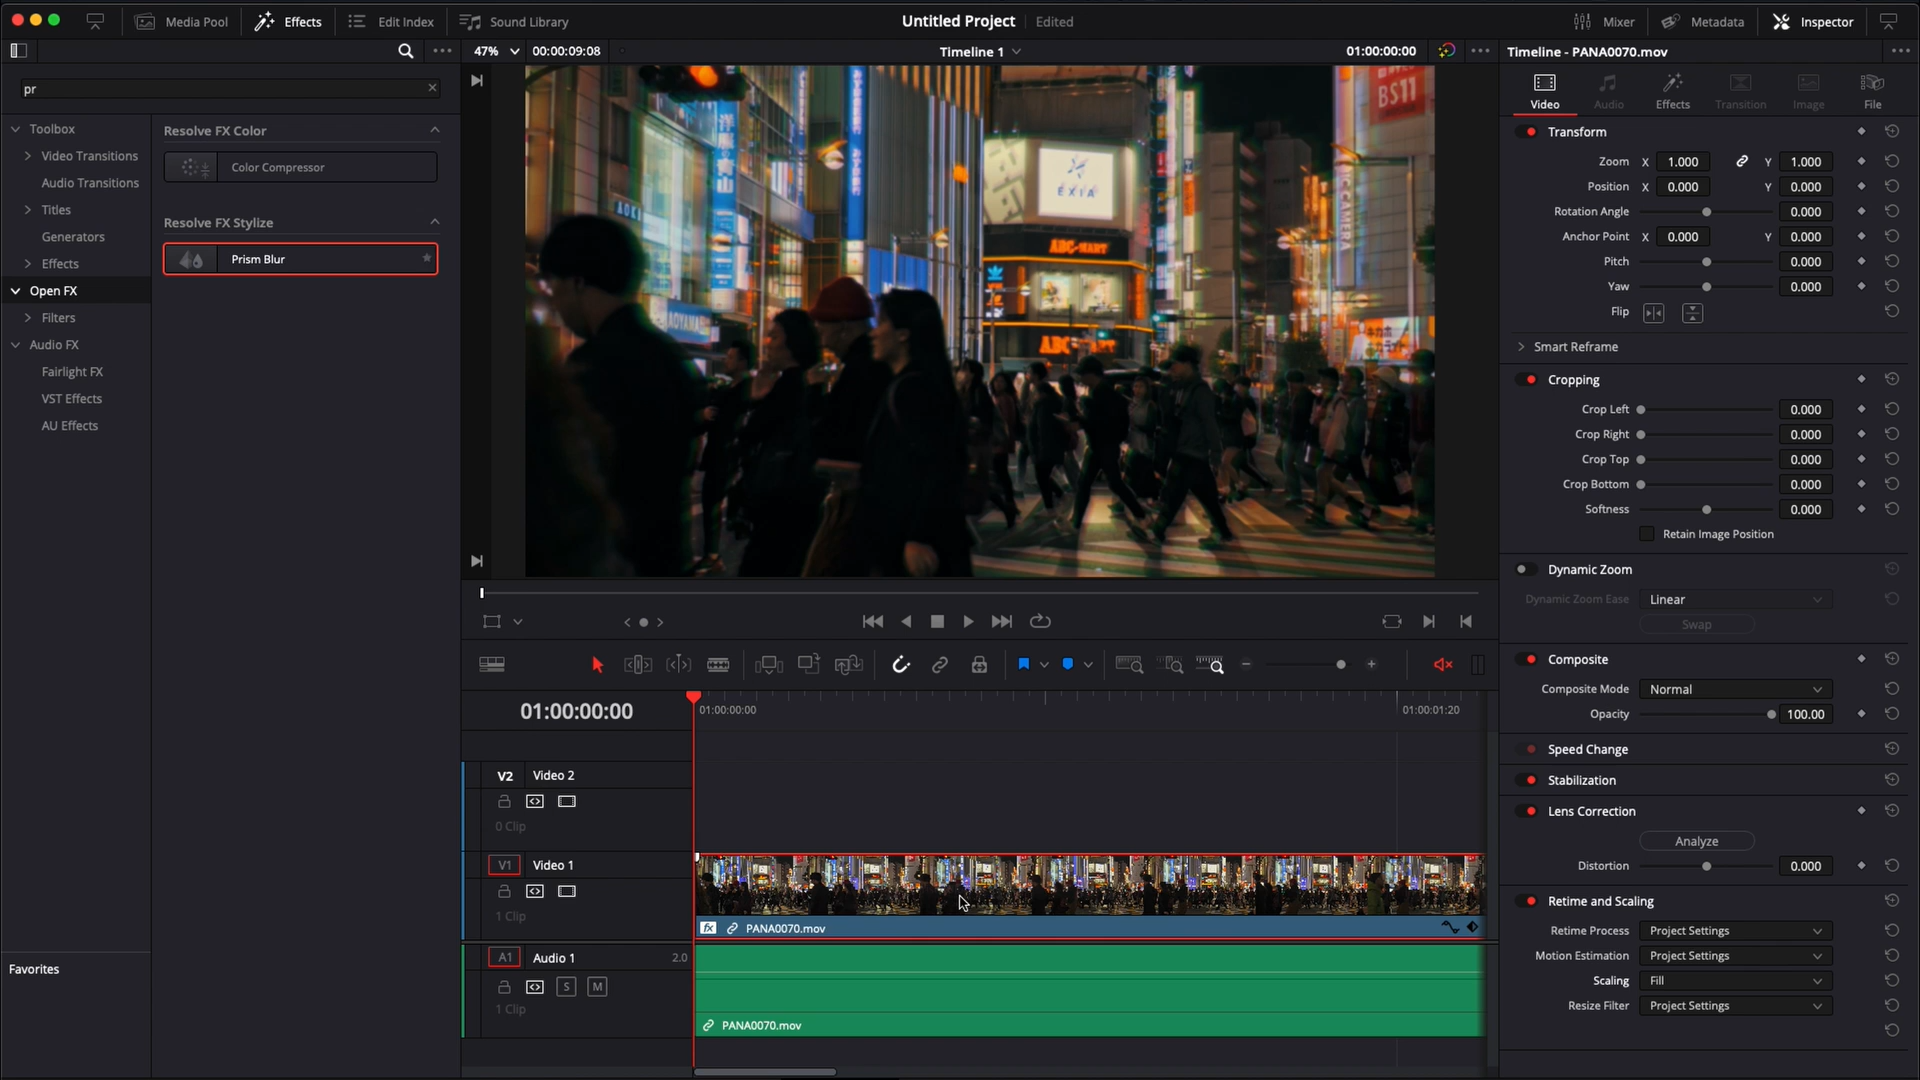 Media Pool
Effects
Edit Index
Sound Library
Untitled Project
Edited
Mixer
Metadata
Inspector
47%
00:00:09:08
Timeline 1
01:00:00:00
Timeline - PANA0070.mov
pr
Toolbox
Video Transitions
Audio Transitions
Titles
Generators
Effects
Open FX
Filters
Audio FX
Fairlight FX
VST Effects
AU Effects
Favorites
Resolve FX Color
Color Compressor
Resolve FX Stylize
Prism Blur
BS11
AOKI
AOYAMA
EXIA
ABC-MART
ABC-MART
BICCAMERA
Video
Audio
Effects
Transition
Image
File
Transform
Zoom X 1.000 Y 1.000
Position X 0.000 Y 0.000
Rotation Angle 0.000
Anchor Point X 0.000 Y 0.000
Pitch 0.000
Yaw 0.000
Flip
Smart Reframe
Cropping
Crop Left 0.000
Crop Right 0.000
Crop Top 0.000
Crop Bottom 0.000
Softness 0.000
Retain Image Position
Dynamic Zoom
Dynamic Zoom Ease Linear
Swap
Composite
Composite Mode Normal
Opacity 100.00
Speed Change
Stabilization
Lens Correction
Analyze
Distortion 0.000
Retime and Scaling
Retime Process Project Settings
Motion Estimation Project Settings
Scaling Fill
Resize Filter Project Settings
01:00:00:00
01:00:00:00
01:00:01:20
V2 Video 2
0 Clip
V1 Video 1
1 Clip
fx PANA0070.mov
A1 Audio 1 2.0
S M
1 Clip
PANA0070.mov